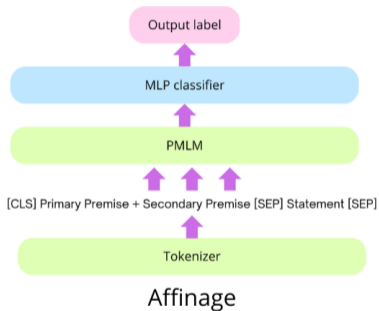 Output label
MLP classifier
PMLM
[CLS] Primary Premise + Secondary Premise [SEP] Statement [SEP]
Tokenizer
Affinage